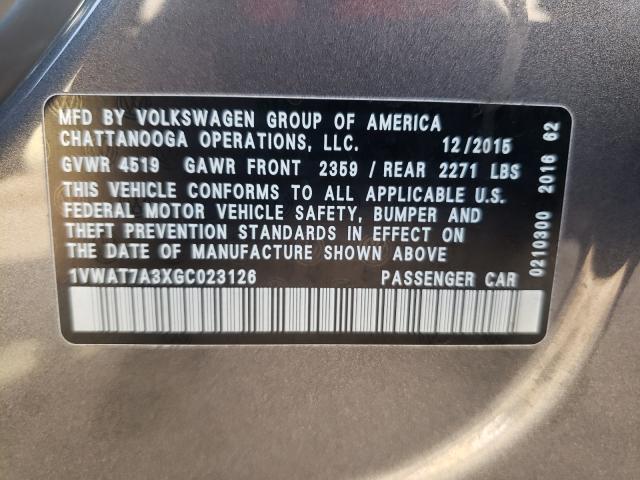 MFD BY VOLKSWAGEN GROUP OF AMERICA
CHATTANOOGA OPERATIONS, LLC. 12/2015
GVWR 4519 GAWR FRONT 2359 / REAR 2271 LBS
THIS VEHICLE CONFORMS TO ALL APPLICABLE U.S.
FEDERAL MOTOR VEHICLE SAFETY, BUMPER AND
THEFT PREVENTION STANDARDS IN EFFECT ON
THE DATE OF MANUFACTURE SHOWN ABOVE
1VWAT7A3XGC023126 PASSENGER CAR
0210300 2016 62